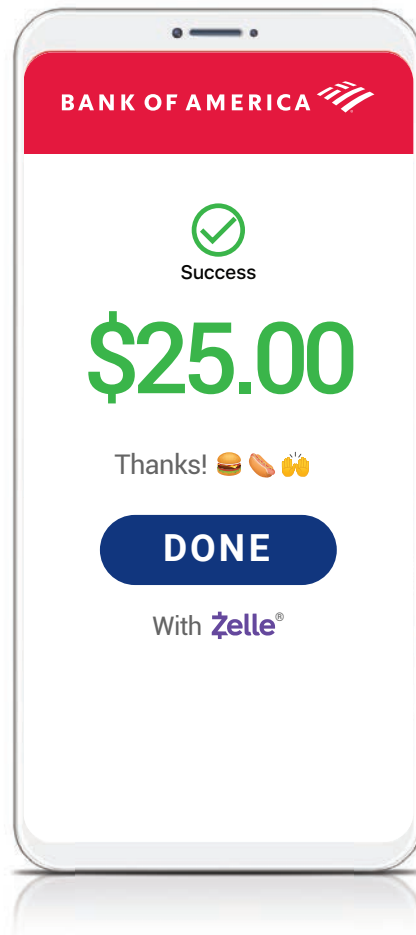 BANK OF AMERICA
Success
$25.00
Thanks! 🍔 🌭 🙌
DONE
With Zelle®